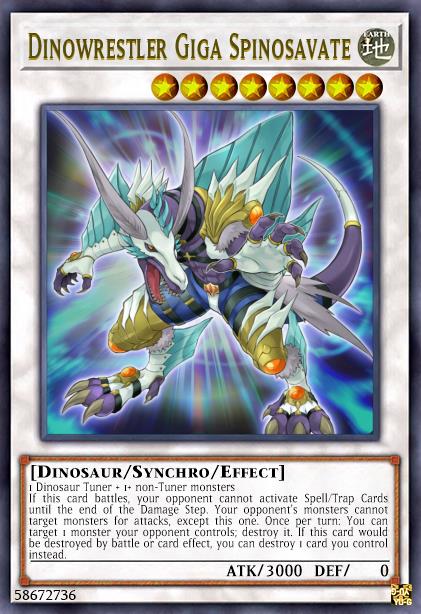 DINOWRESTLER GIGA SPINOSAVATE
EARTH
地
[DINOSAUR/SYNCHRO/EFFECT]
1 Dinosaur Tuner + 1+ non-Tuner monsters
If this card battles, your opponent cannot activate Spell/Trap Cards
until the end of the Damage Step. Your opponent's monsters cannot
target monsters for attacks, except this one. Once per turn: You can
target 1 monster your opponent controls; destroy it. If this card would
be destroyed by battle or card effect, you can destroy 1 card you control
instead.
ATK/3000 DEF/ 0
58672736